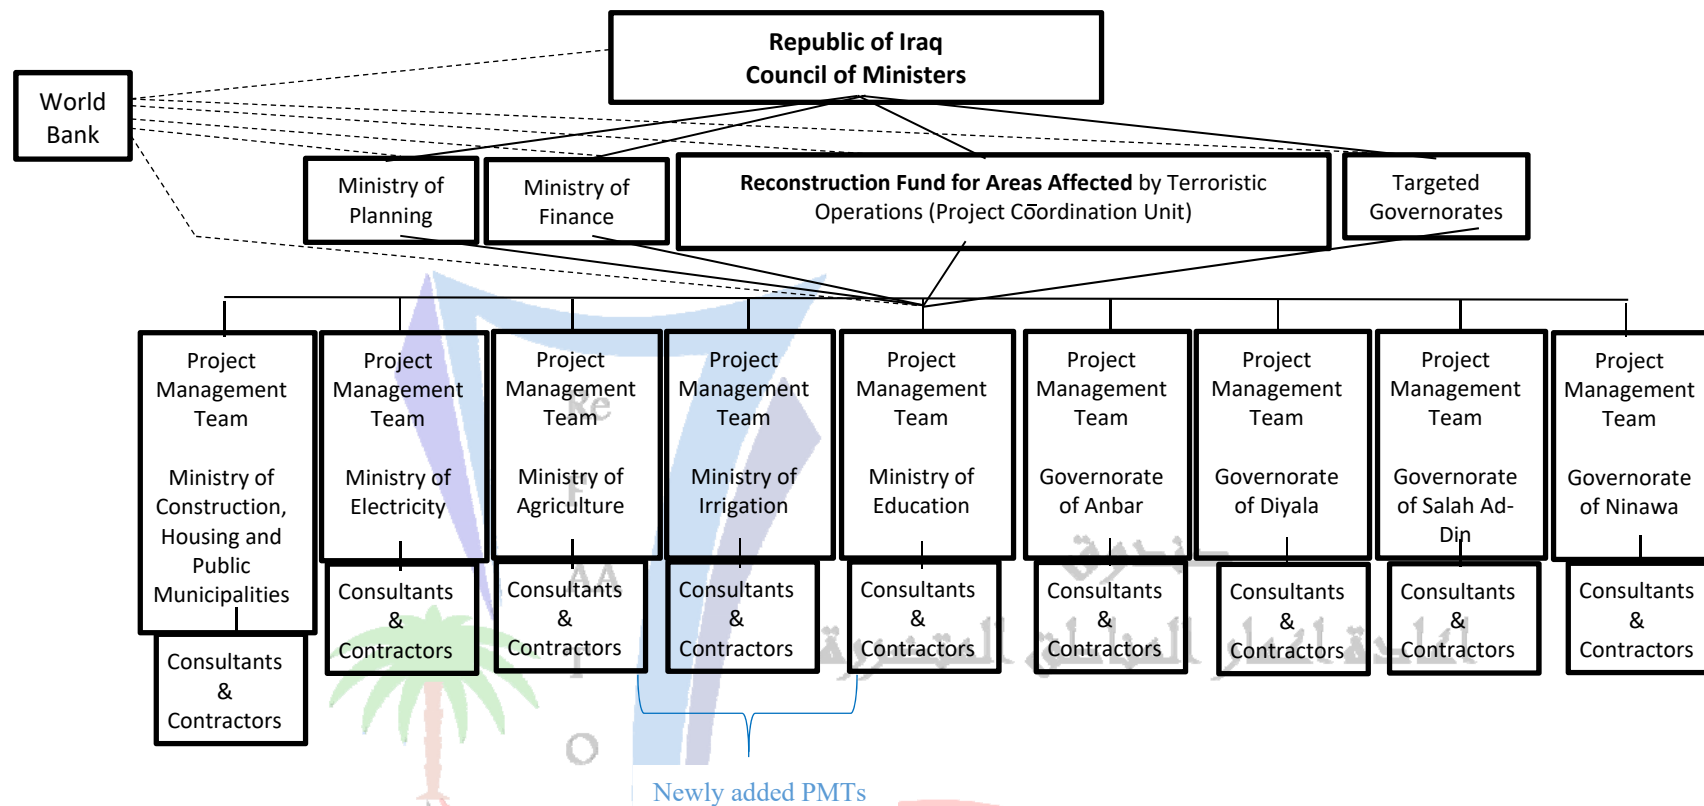 Republic of Iraq
Council of Ministers
World
Bank
Ministry of
Planning
Ministry of
Finance
Reconstruction Fund for Areas Affected by Terroristic
Operations (Project Coordination Unit)
Targeted
Governorates
Project
Management
Team
Ministry of
Construction,
Housing and
Public
Municipalities
Project
Management
Team
Ministry of
Electricity
Project
Management
Team
Ministry of
Agriculture
Project
Management
Team
Ministry of
Irrigation
Project
Management
Team
Ministry of
Education
Project
Management
Team
Governorate
of Anbar
Project
Management
Team
Governorate
of Diyala
Project
Management
Team
Governorate
of Salah Ad-
Din
Project
Management
Team
Governorate
of Ninawa
Consultants
&
Contractors
Consultants
&
Contractors
Consultants
&
Contractors
Consultants
&
Contractors
Consultants
&
Contractors
Consultants
&
Contractors
Consultants
&
Contractors
Consultants
&
Contractors
Consultants
&
Contractors
Newly added PMTs
Re
F
AA
T
O
صندوق